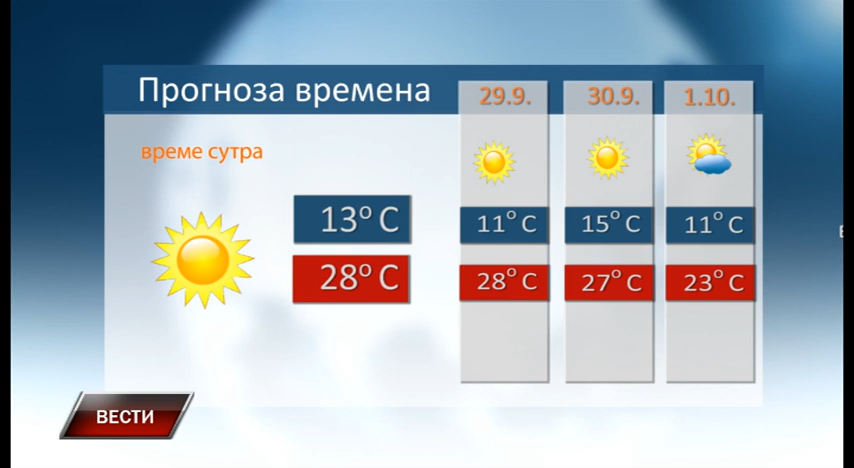 Прогноза времена
време сутра
13° C
28° C
29.9.
11° C
28° C
30.9.
15° C
27° C
1.10.
11° C
23° C
ВЕСТИ